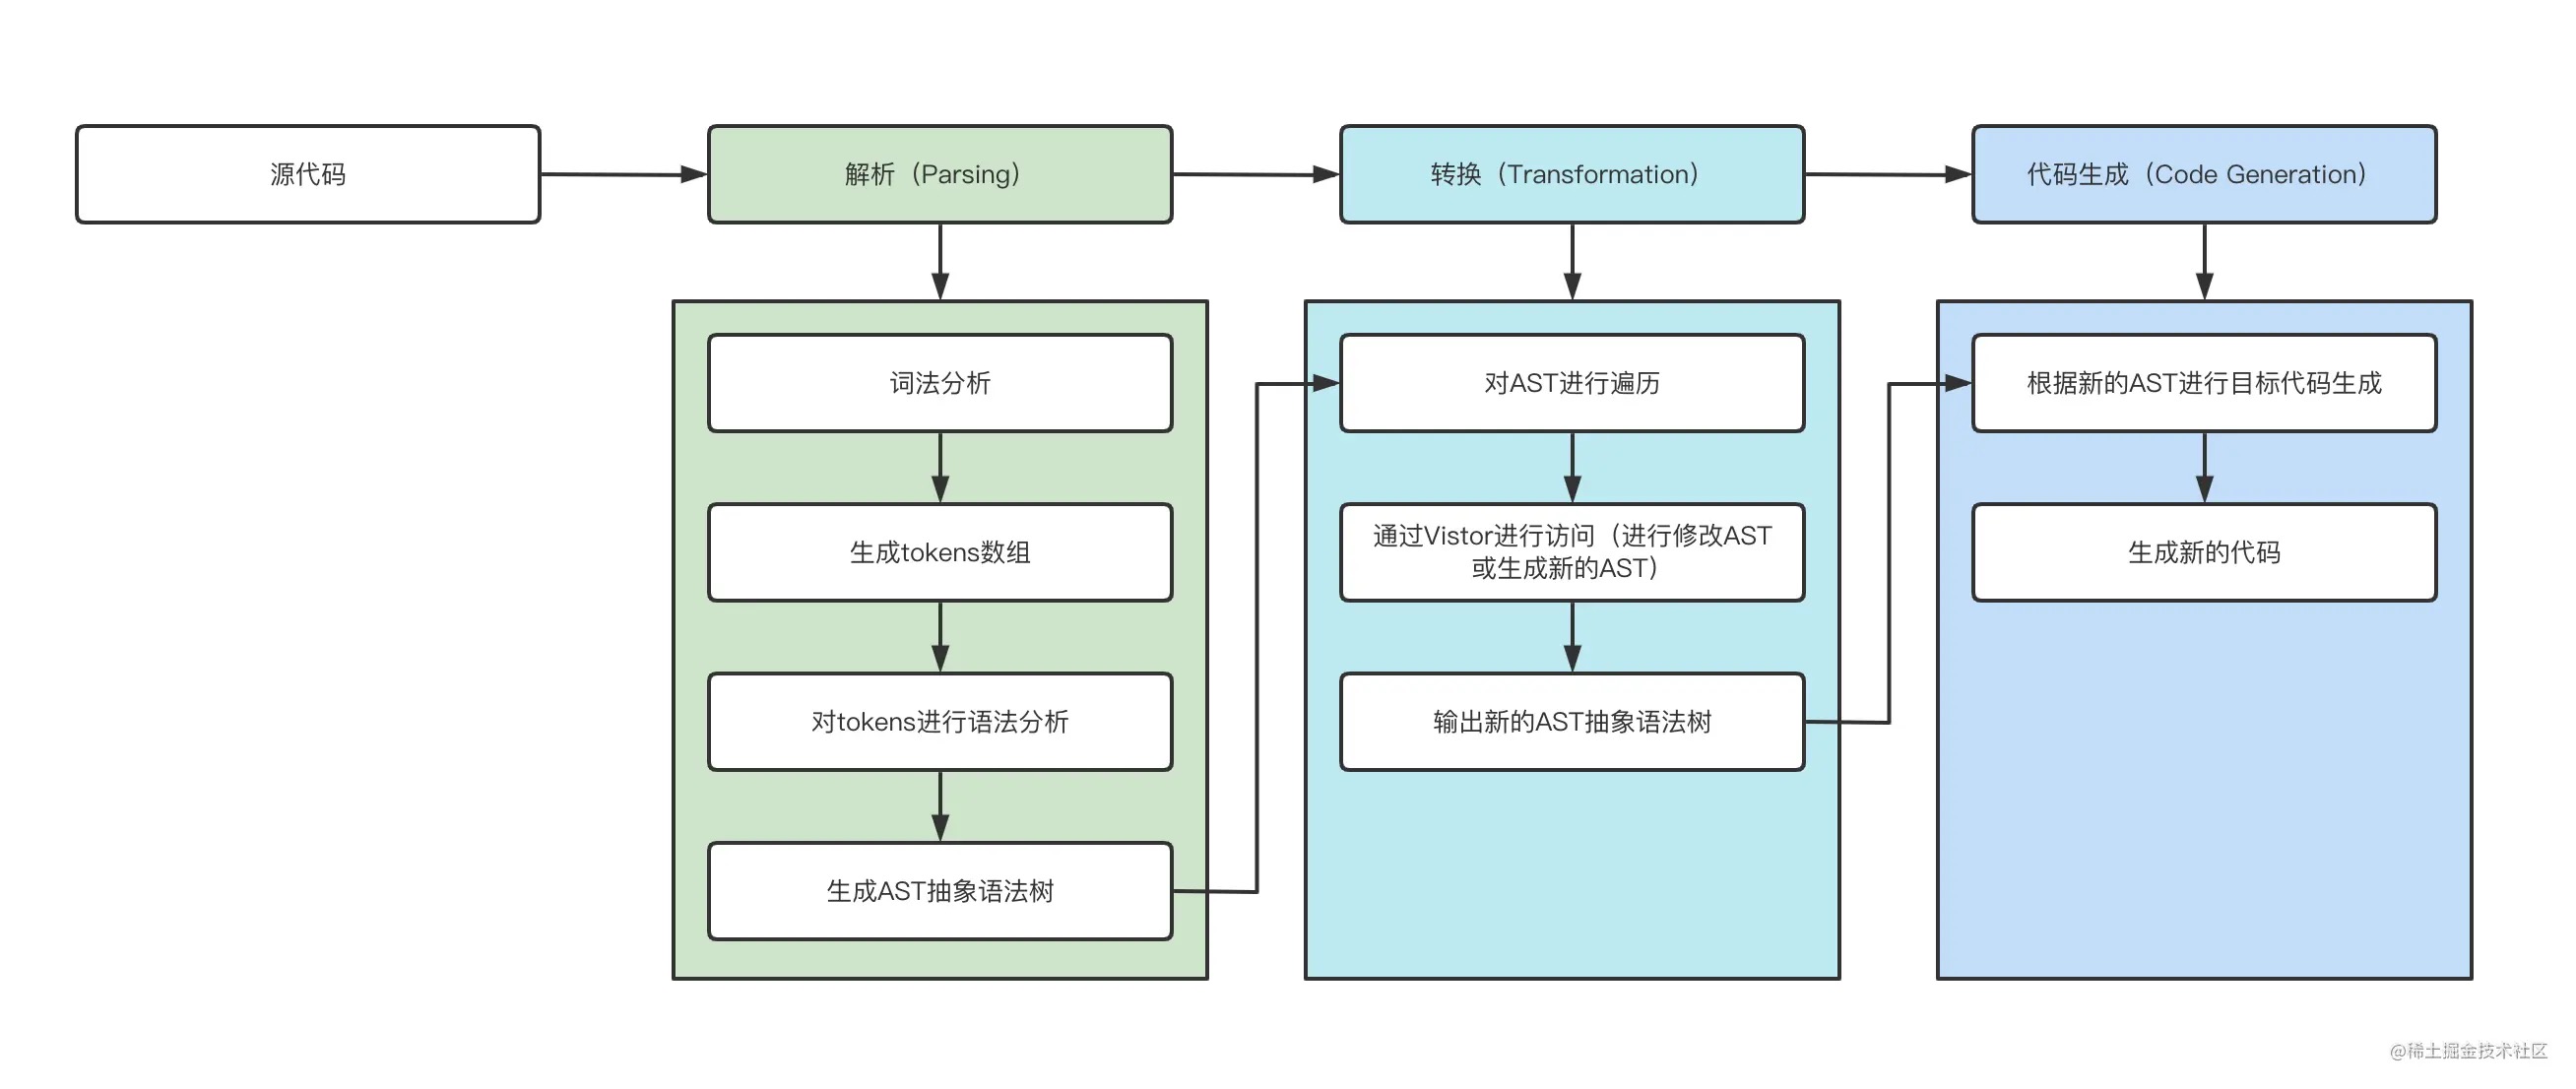 源代码
解析（Parsing）
转换（Transformation）
代码生成（Code Generation）
词法分析
生成tokens数组
对tokens进行语法分析
生成AST抽象语法树
对AST进行遍历
通过Vistor进行访问（进行修改AST
或生成新的AST）
输出新的AST抽象语法树
根据新的AST进行目标代码生成
生成新的代码
@稀土掘金技术社区